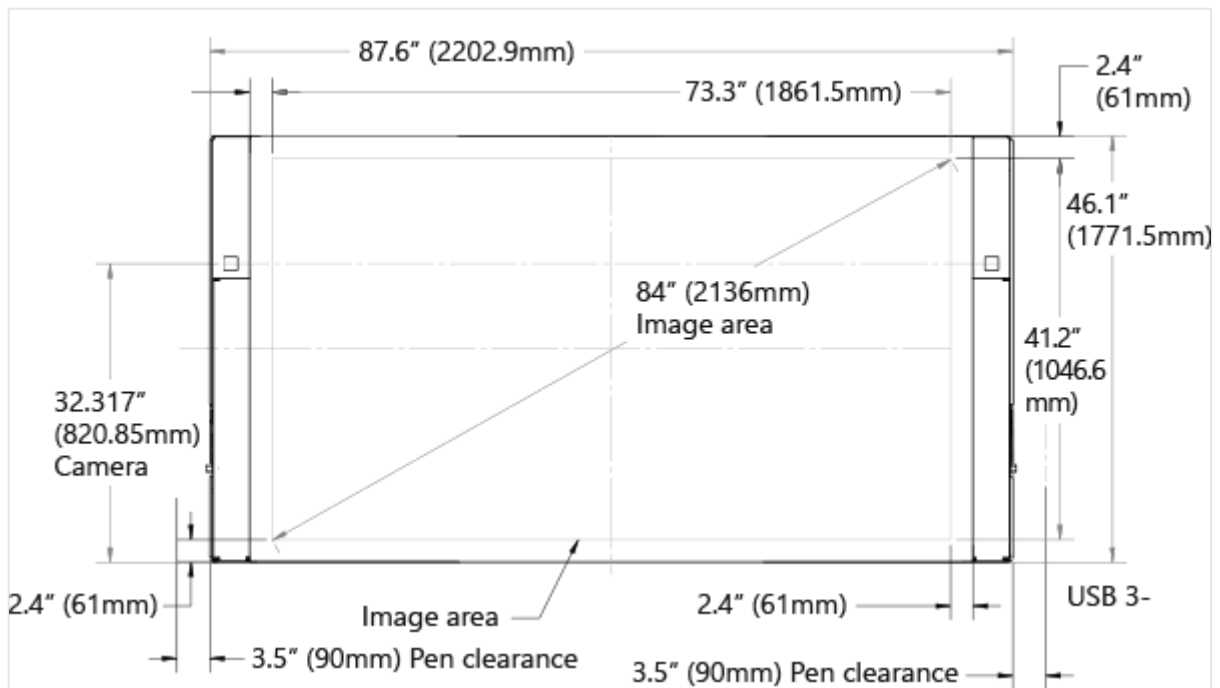 87.6” (2202.9mm)
2.4”
(61mm)
73.3” (1861.5mm)
46.1”
(1771.5mm)
84” (2136mm)
Image area
41.2”
(1046.6
mm)
32.317”
(820.85mm)
Camera
2.4” (61mm)
Image area
2.4” (61mm)
USB 3-
3.5” (90mm) Pen clearance
3.5” (90mm) Pen clearance